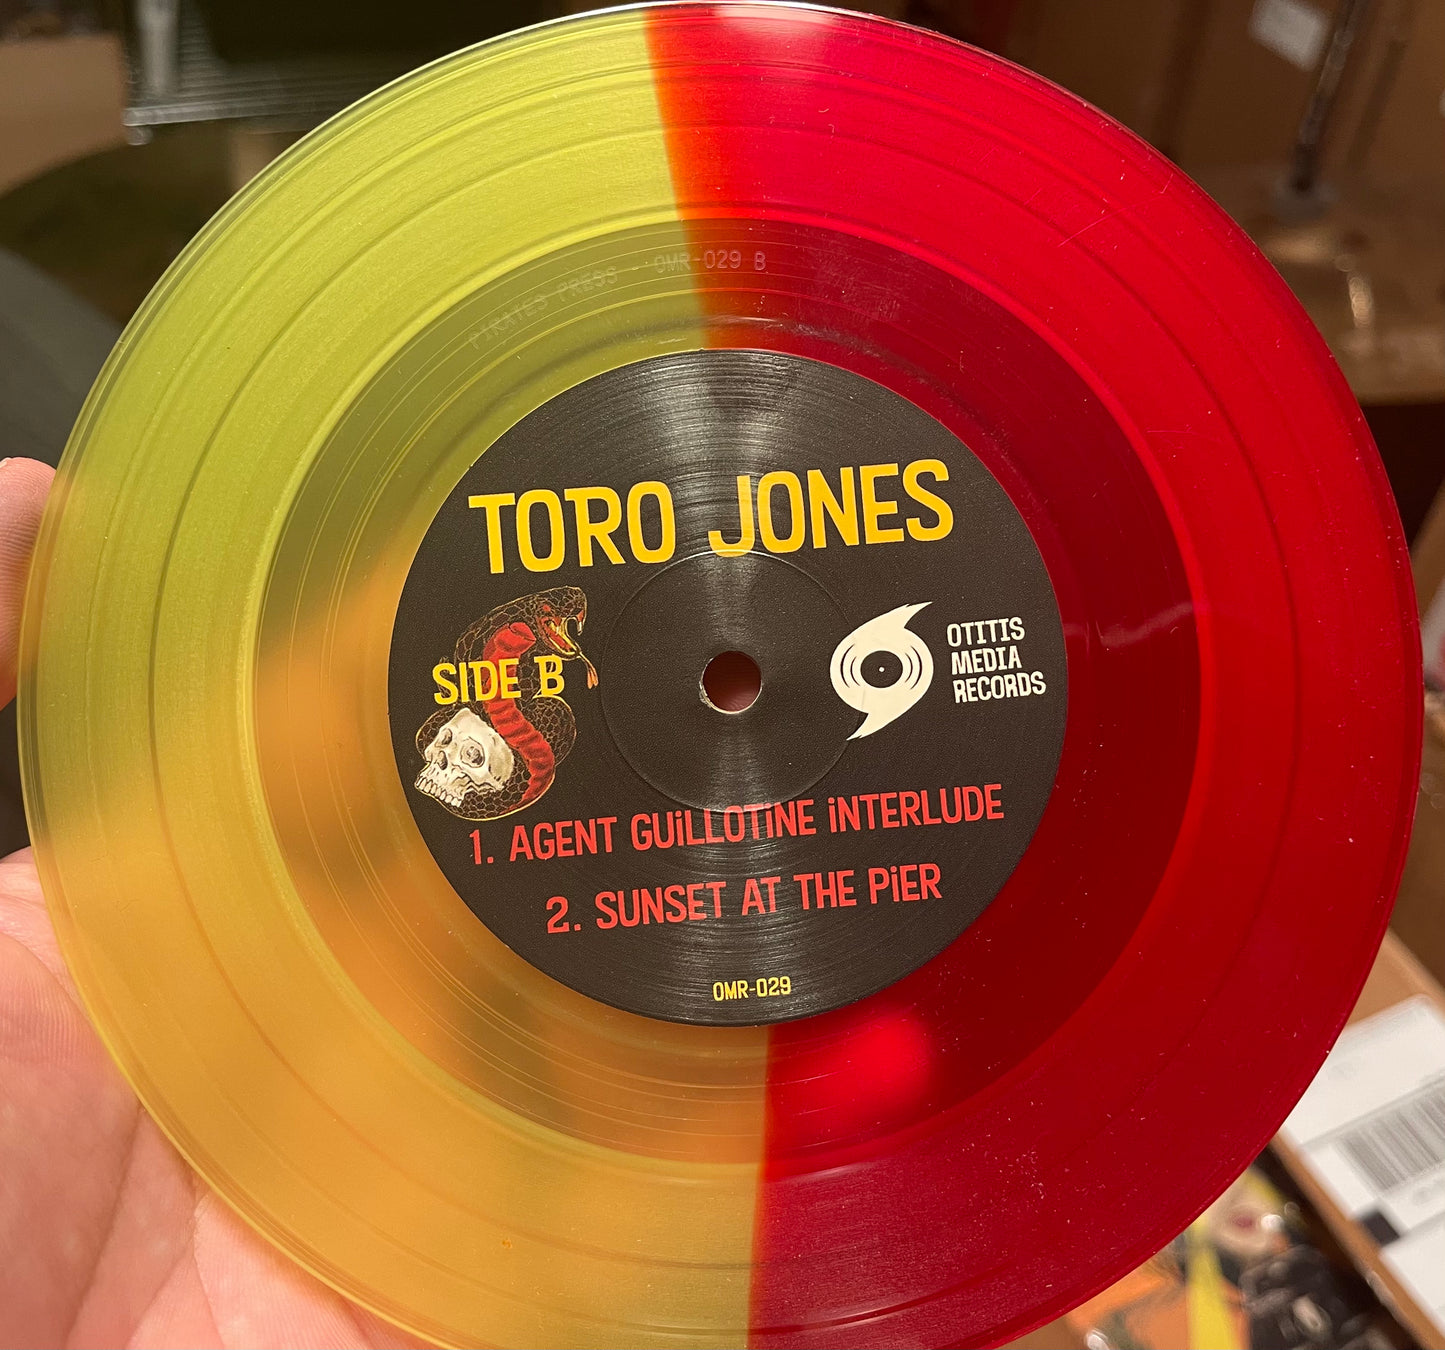 PIRATES PRESS - OMR-029 B
TORO JONES
SIDE B
OTITIS
MEDIA
RECORDS
1. AGENT GUiLLOTiNE iNTERLUDE
2. SUNSET AT THE PiER
OMR-029